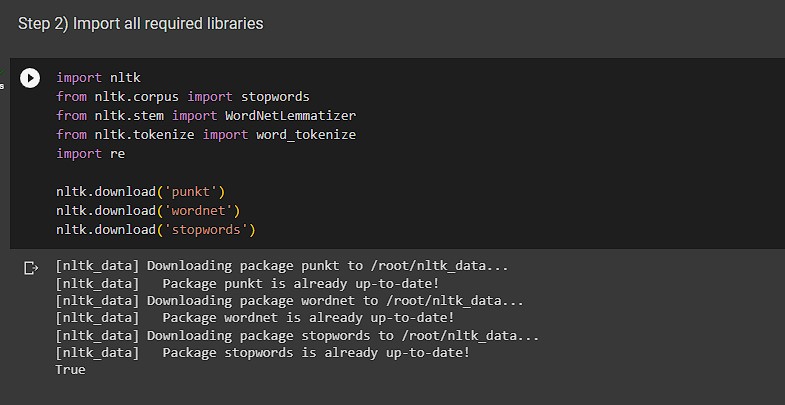 Step 2) Import all required libraries
s
import nltk
from nltk.corpus import stopwords
from nltk.stem import WordNetLemmatizer
from nltk.tokenize import word_tokenize
import re
nltk.download('punkt')
nltk.download('wordnet')
nltk.download('stopwords')
[nltk_data] Downloading package punkt to /root/nltk_data...
[nltk_data]   Package punkt is already up-to-date!
[nltk_data] Downloading package wordnet to /root/nltk_data...
[nltk_data]   Package wordnet is already up-to-date!
[nltk_data] Downloading package stopwords to /root/nltk_data...
[nltk_data]   Package stopwords is already up-to-date!
True